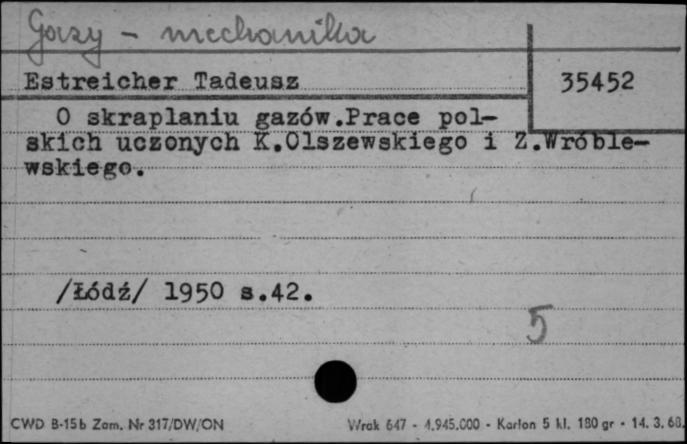 Gazy - mechanika
Estreicher Tadeusz 35452
O skraplaniu gazów.Prace pol-
skich uczonych K.Olszewskiego i Z.Wróble-
wskiego.
/Łódź/ 1950 s.42.
5
CWD B-15b Zam. Nr 317/DW/ON Wrak 647 - 4.945.000 - Karton 5 kl. 180 gr - 14. 3. 68.